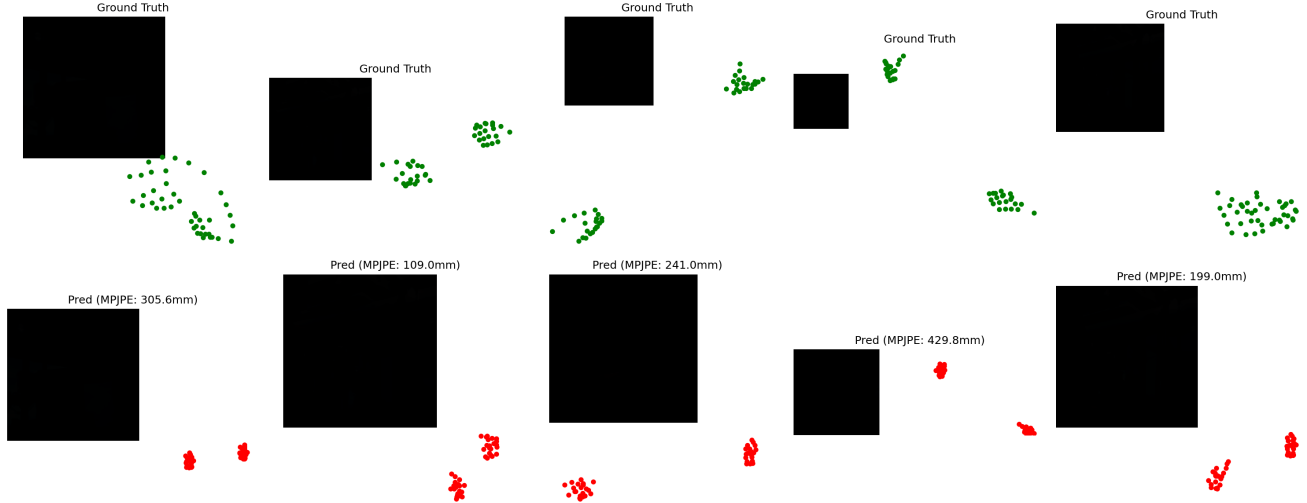 Ground Truth
Ground Truth
Ground Truth
Ground Truth
Ground Truth
Pred (MPJPE: 305.6mm)
Pred (MPJPE: 109.0mm)
Pred (MPJPE: 241.0mm)
Pred (MPJPE: 429.8mm)
Pred (MPJPE: 199.0mm)